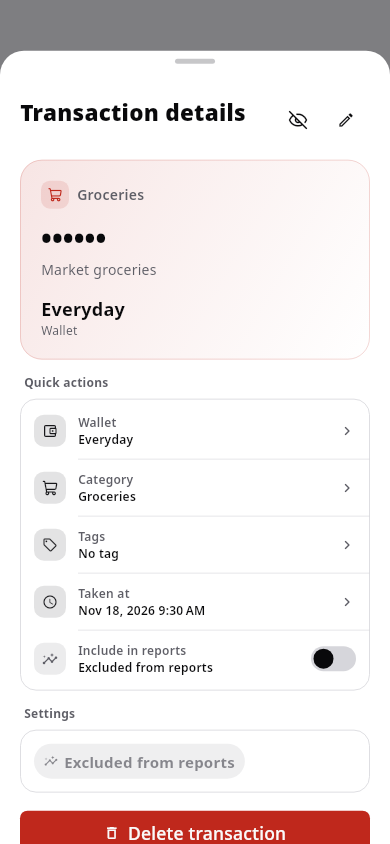 Transaction details
Groceries
••••••
Market groceries
Everyday
Wallet
Quick actions
Wallet
Everyday
Category
Groceries
Tags
No tag
Taken at
Nov 18, 2026 9:30 AM
Include in reports
Excluded from reports
Settings
Excluded from reports
Delete transaction